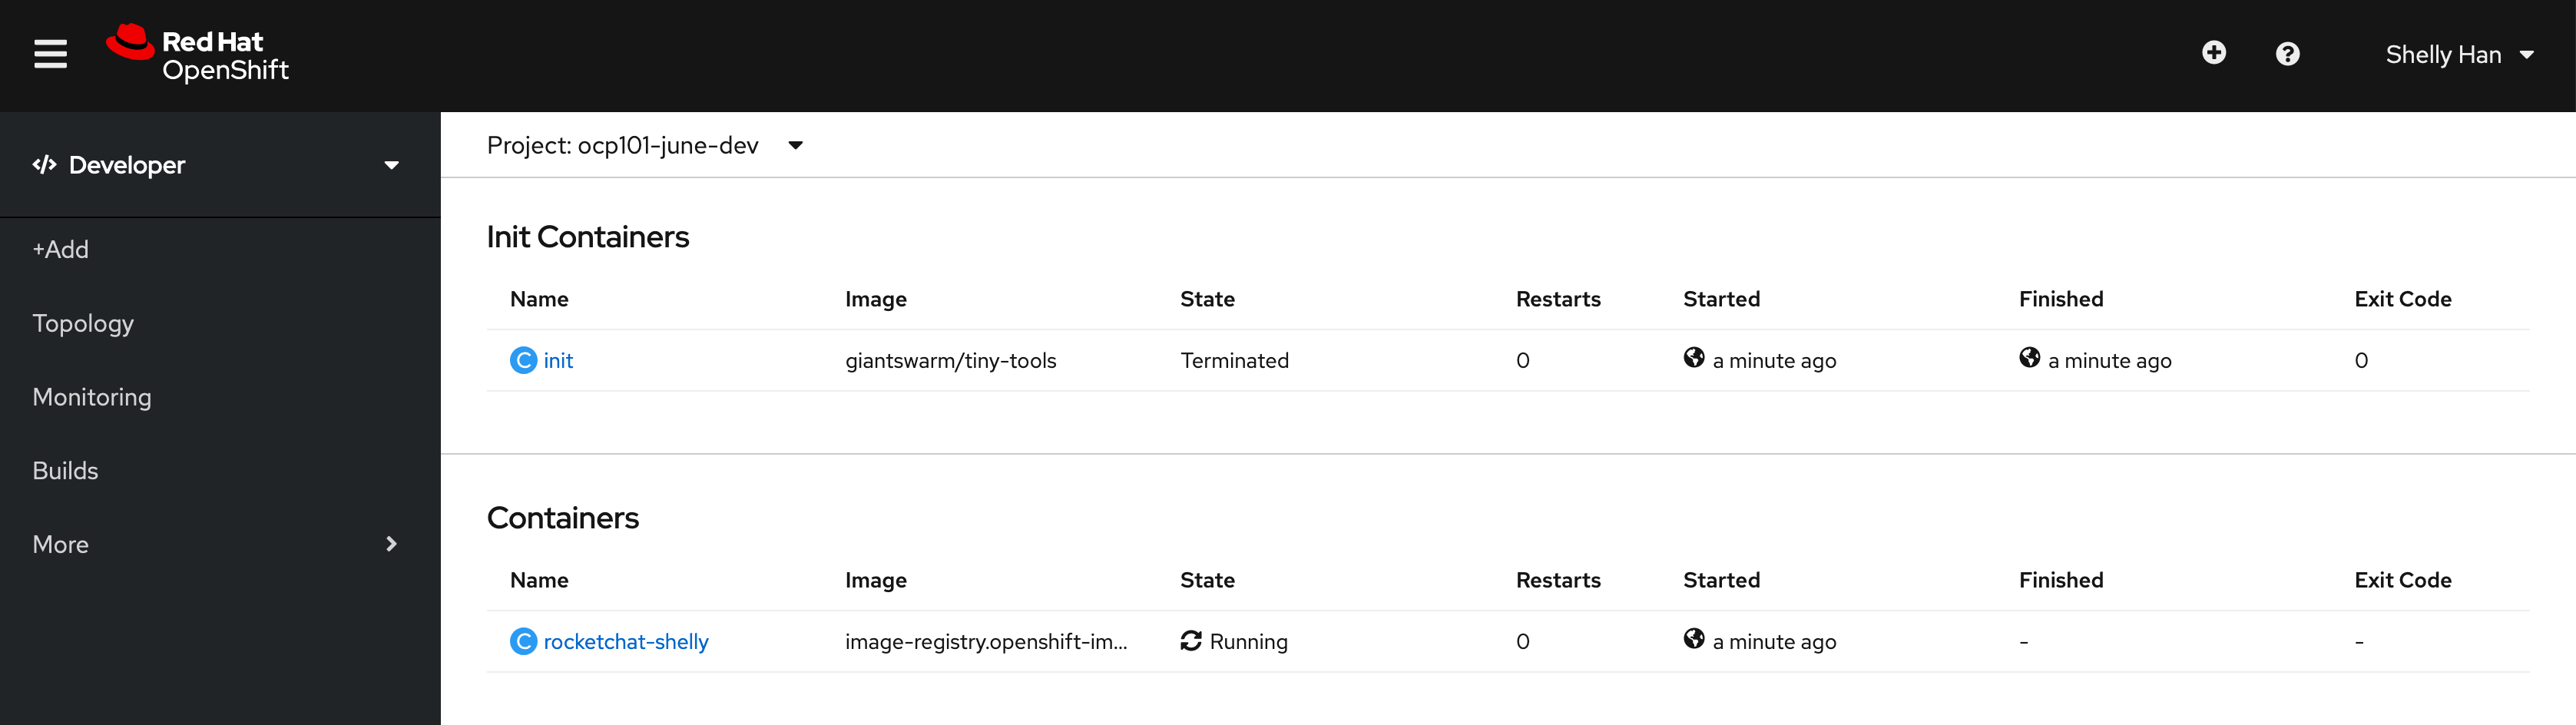 Red Hat
OpenShift
Shelly Han
Developer
+Add
Topology
Monitoring
Builds
More
Project: ocp101-june-dev
Init Containers
Name Image State Restarts Started Finished Exit Code
C init giantswarm/tiny-tools Terminated 0 a minute ago a minute ago 0
Containers
Name Image State Restarts Started Finished Exit Code
C rocketchat-shelly image-registry.openshift-im... Running 0 a minute ago - -